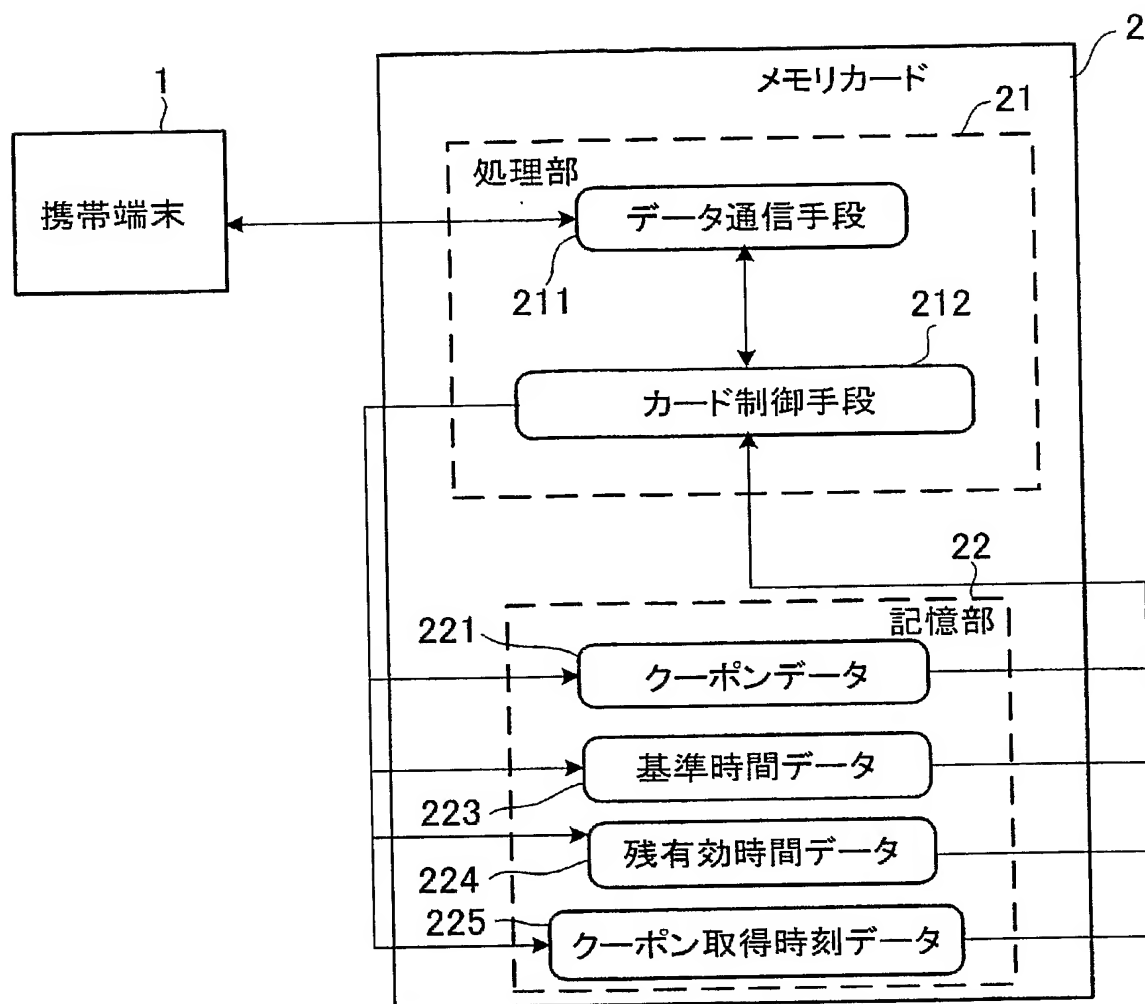 2
メモリカード
1
21
処理部
携帯端末
データ通信手段
211
212
カード制御手段
22
記憶部
221
クーポンデータ
基準時間データ
223
残有効時間データ
224
225
クーポン取得時刻データ